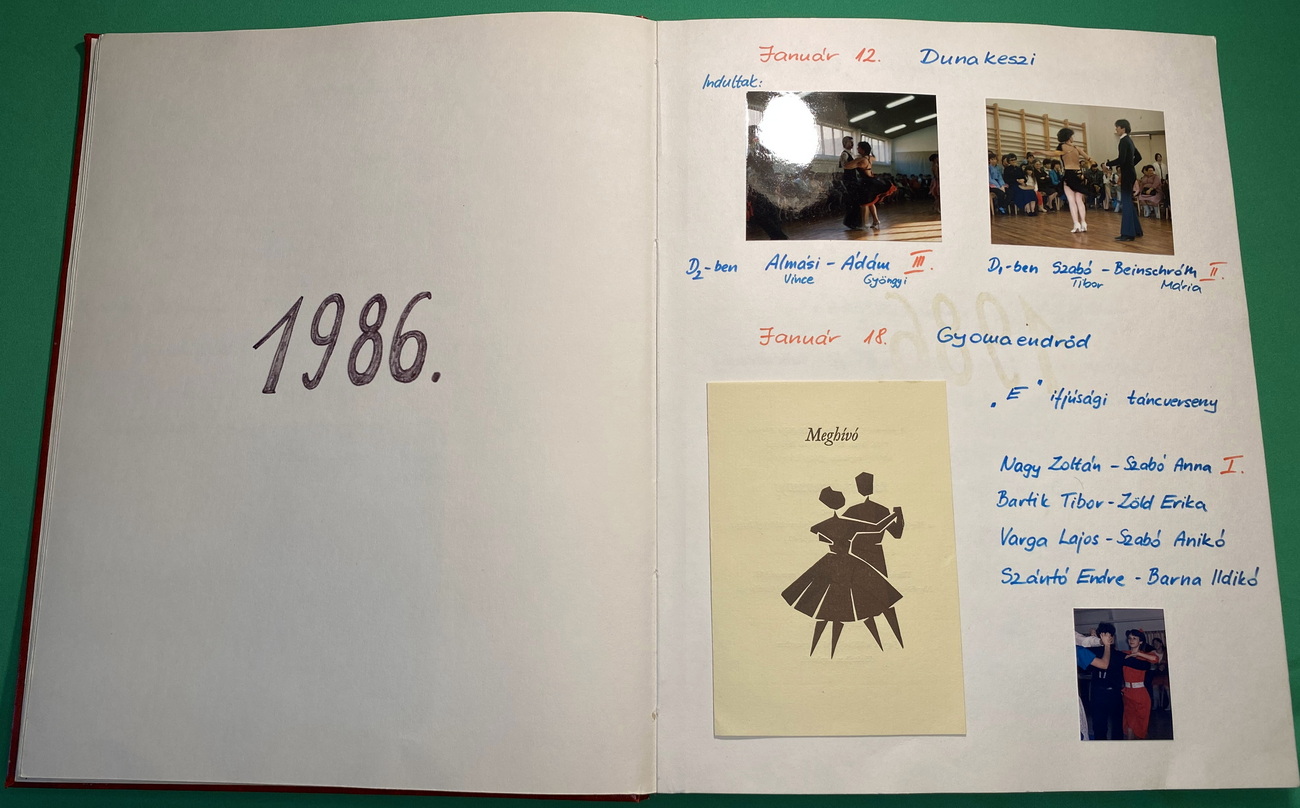 1986.
Január 12. Dunakeszi
Indultak:
D2-ben Almási - Ádám III.
Vince Gyöngyi
D1-ben Szabó - Beinschróth II.
Tibor Mária
Január 18. Gyomaendrőd
"E" ifjúsági táncverseny
Meghívó
Nagy Zoltán - Szabó Anna I.
Bartik Tibor - Zöld Erika
Varga Lajos - Szabó Anikó
Szántó Endre - Barna Ildikó